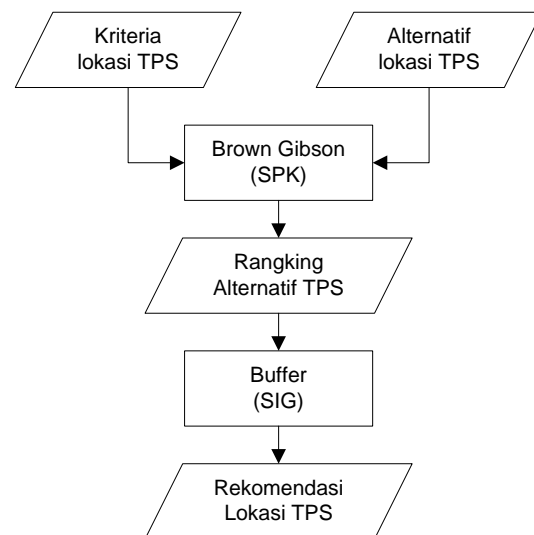 Kriteria
lokasi TPS
Alternatif
lokasi TPS
Brown Gibson
(SPK)
Rangking
Alternatif TPS
Buffer
(SIG)
Rekomendasi
Lokasi TPS